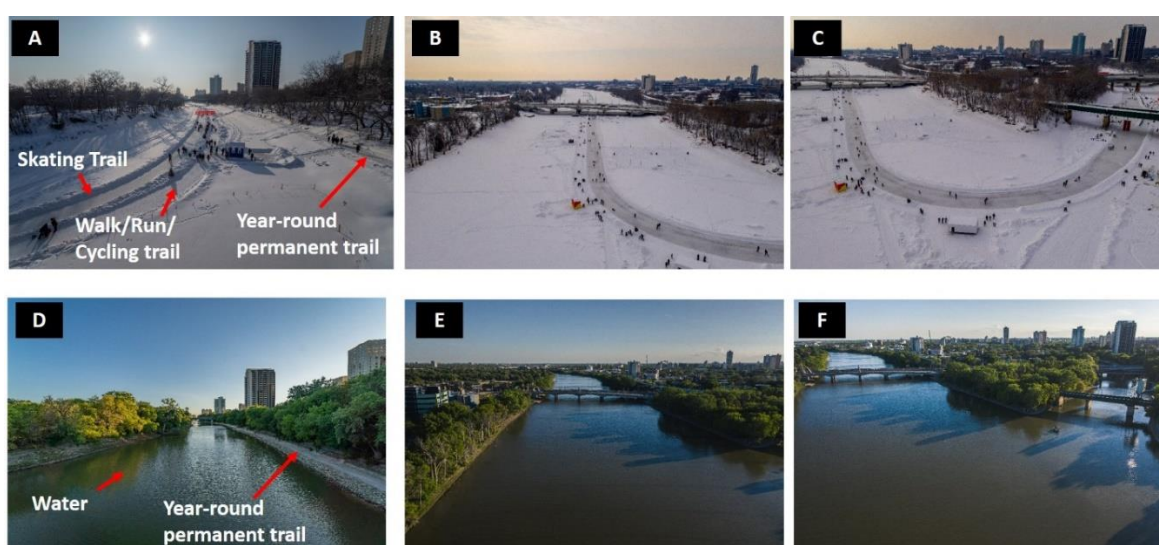 A
B
C
Skating Trail
Walk/Run/
Cycling trail
Year-round
permanent trail
D
E
F
Water
Year-round
permanent trail